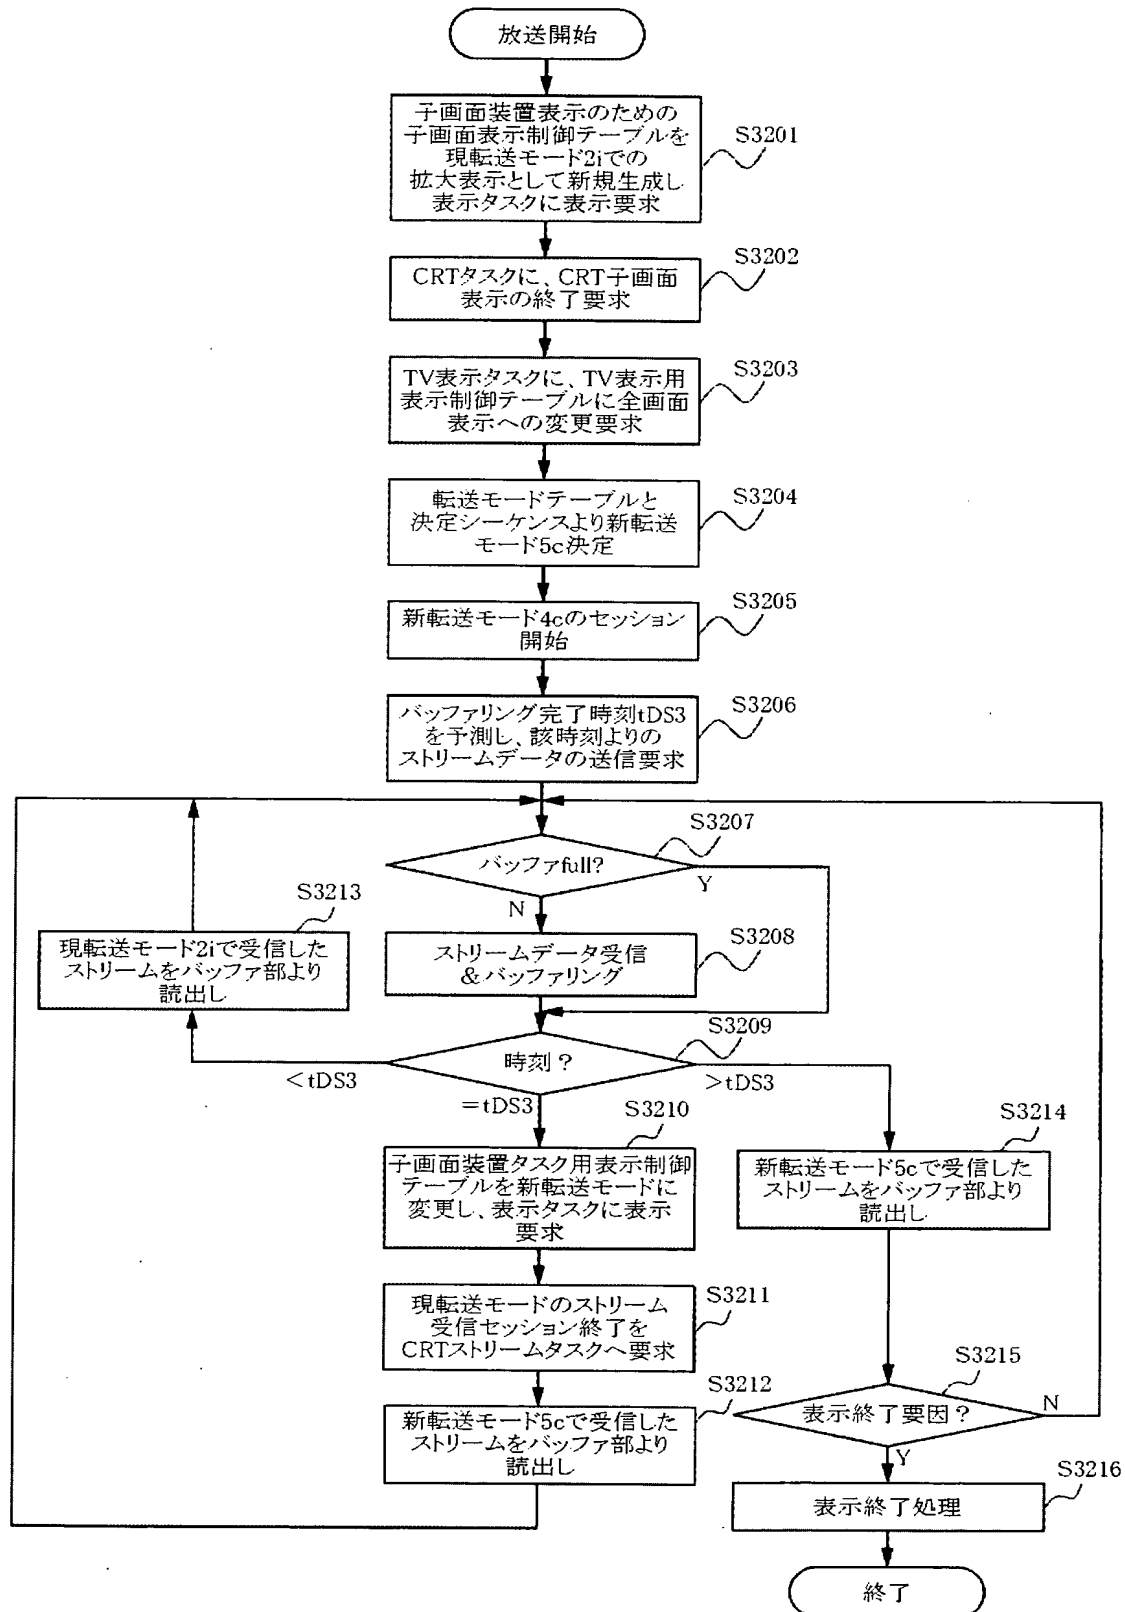 放送開始
子画面装置表示のための
子画面表示制御テーブルを
現転送モード2iでの
拡大表示として新規生成し
表示タスクに表示要求
S3201
CRTタスクに、CRT子画面
表示の終了要求
S3202
TV表示タスクに、TV表示用
表示制御テーブルに全画面
表示への変更要求
S3203
転送モードテーブルと
決定シーケンスより新転送
モード5c決定
S3204
新転送モード4cのセッション
開始
S3205
バッファリング完了時刻tDS3
を予測し、該時刻よりの
ストリームデータの送信要求
S3206
バッファfull?
S3207
Y
N
ストリームデータ受信
&バッファリング
S3208
S3213
現転送モード2iで受信した
ストリームをバッファ部より
読出し
時刻?
S3209
<tDS3
=tDS3
>tDS3
S3210
子画面装置タスク用表示制御
テーブルを新転送モードに
変更し、表示タスクに表示
要求
S3214
新転送モード5cで受信した
ストリームをバッファ部より
読出し
現転送モードのストリーム
受信セッション終了を
CRTストリームタスクへ要求
S3211
新転送モード5cで受信した
ストリームをバッファ部より
読出し
S3212
表示終了要因?
S3215
N
Y
表示終了処理
S3216
終了